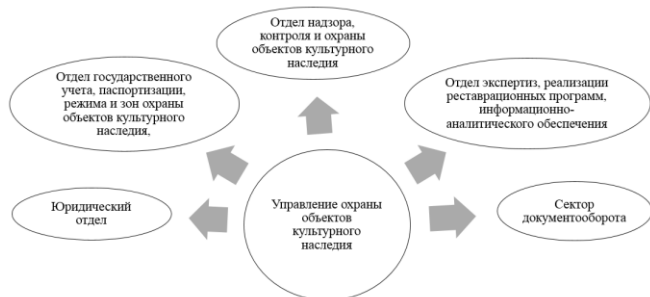 Отдел надзора,
контроля и охраны
объектов культурного
наследия
Отдел государственного
учета, паспортизации,
режима и зон охраны
объектов культурного
наследия,
Отдел экспертиз, реализации
реставрационных программ,
информационно-
аналитического обеспечения
Юридический
отдел
Управление охраны
объектов
культурного
наследия
Сектор
документооборота